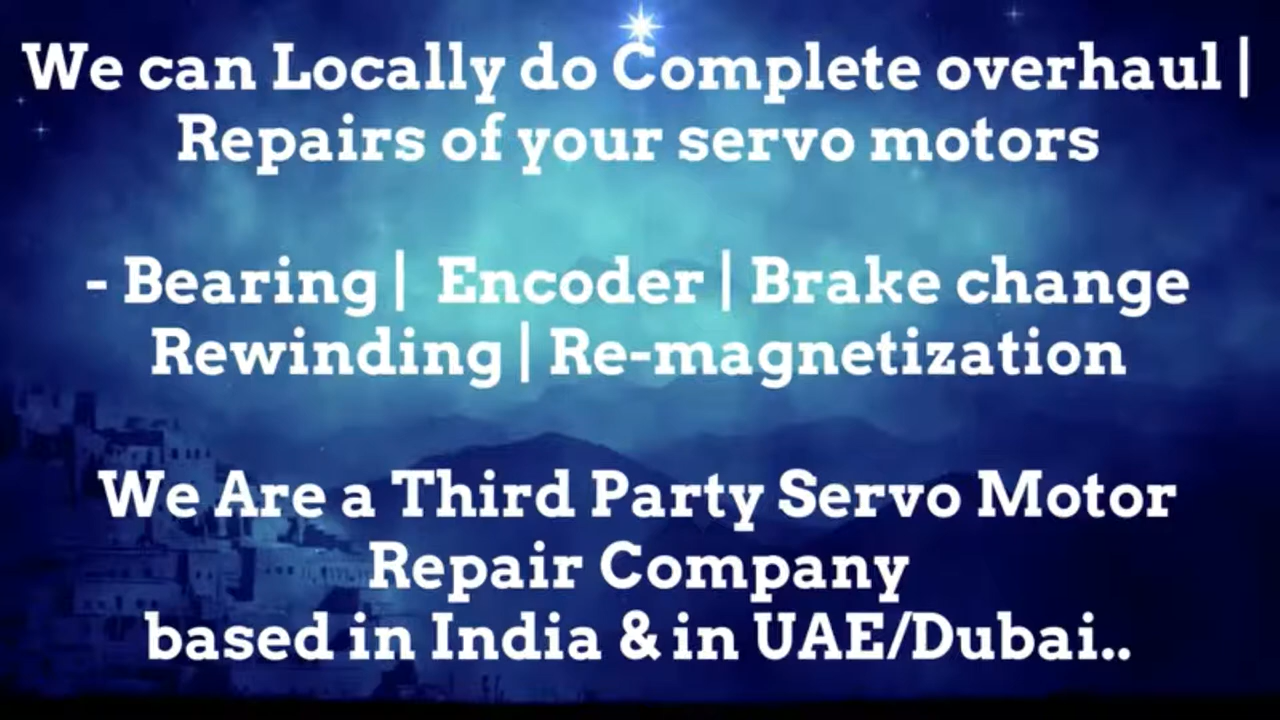 We can Locally do Complete overhaul |
Repairs of your servo motors
- Bearing | Encoder | Brake change
Rewinding | Re-magnetization
We Are a Third Party Servo Motor
Repair Company
based in India & in UAE/Dubai..